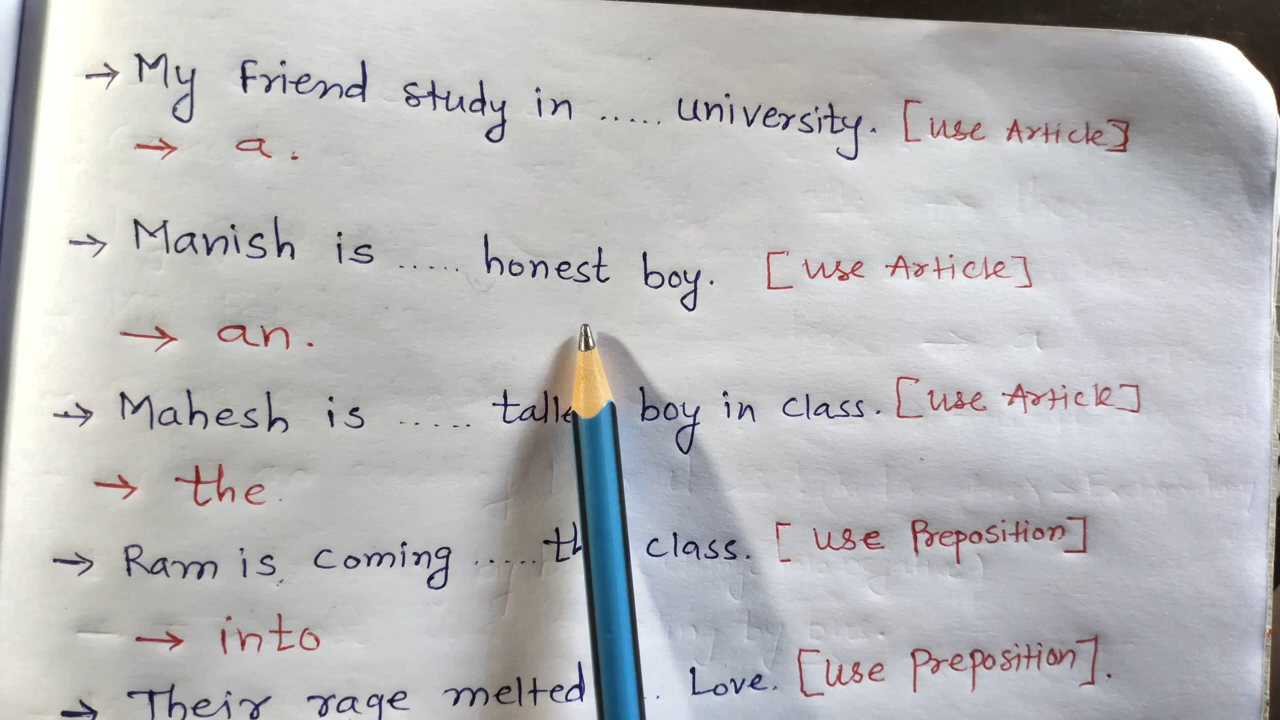 → My Friend study in ..... university. [use Article]
→ a.
→ Manish is ..... honest boy. [use Article]
→ an.
→ Mahesh is ..... boy in class. [use Article]
→ the.
→ Ram is coming ..... class. [use Preposition]
→ into
→ Their rage melted .. Love. [use Preposition].